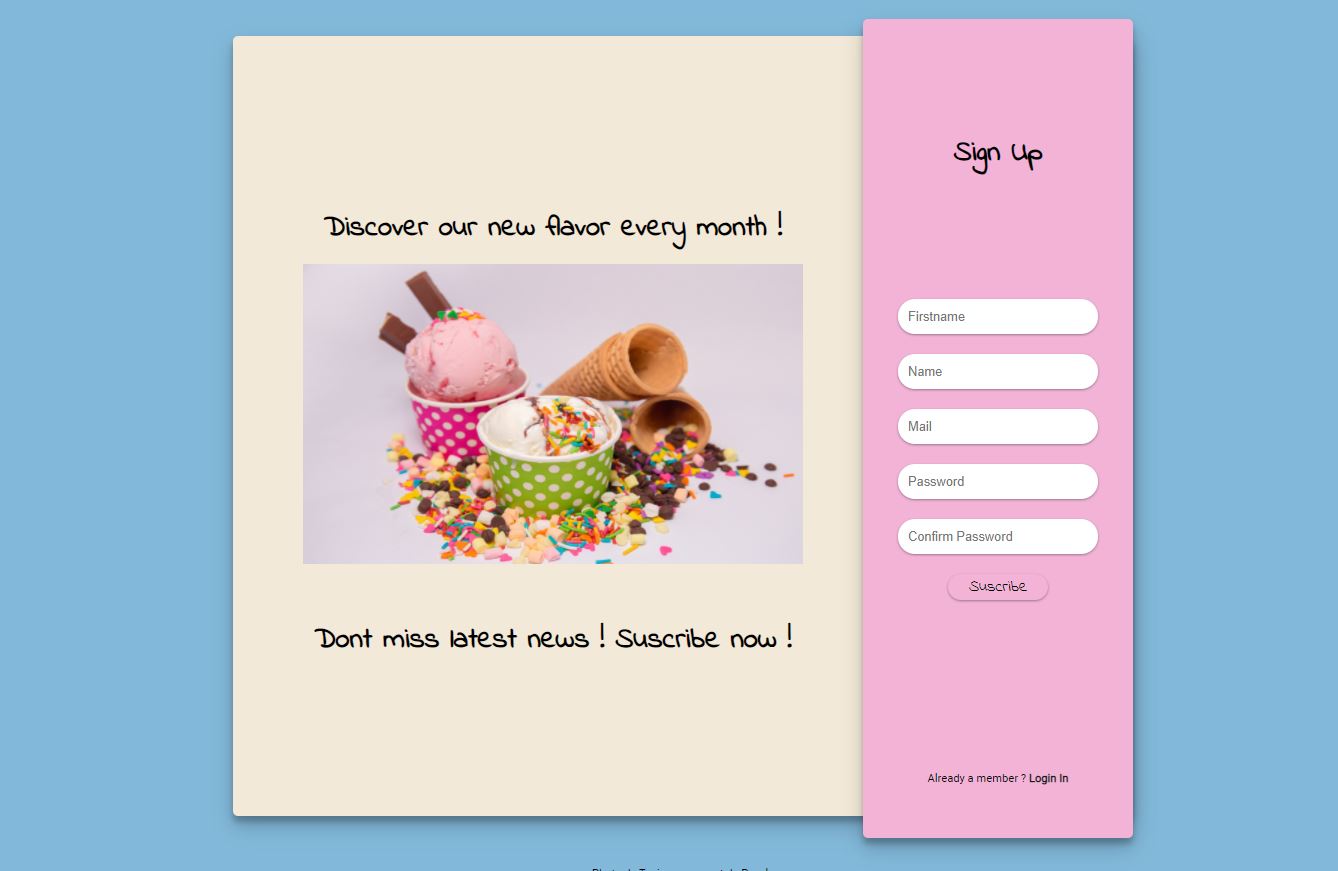 Discover our new flavor every month !
Dont miss latest news ! Suscribe now !
Sign Up
Firstname
Name
Mail
Password
Confirm Password
Suscribe
Already a member ? Login In